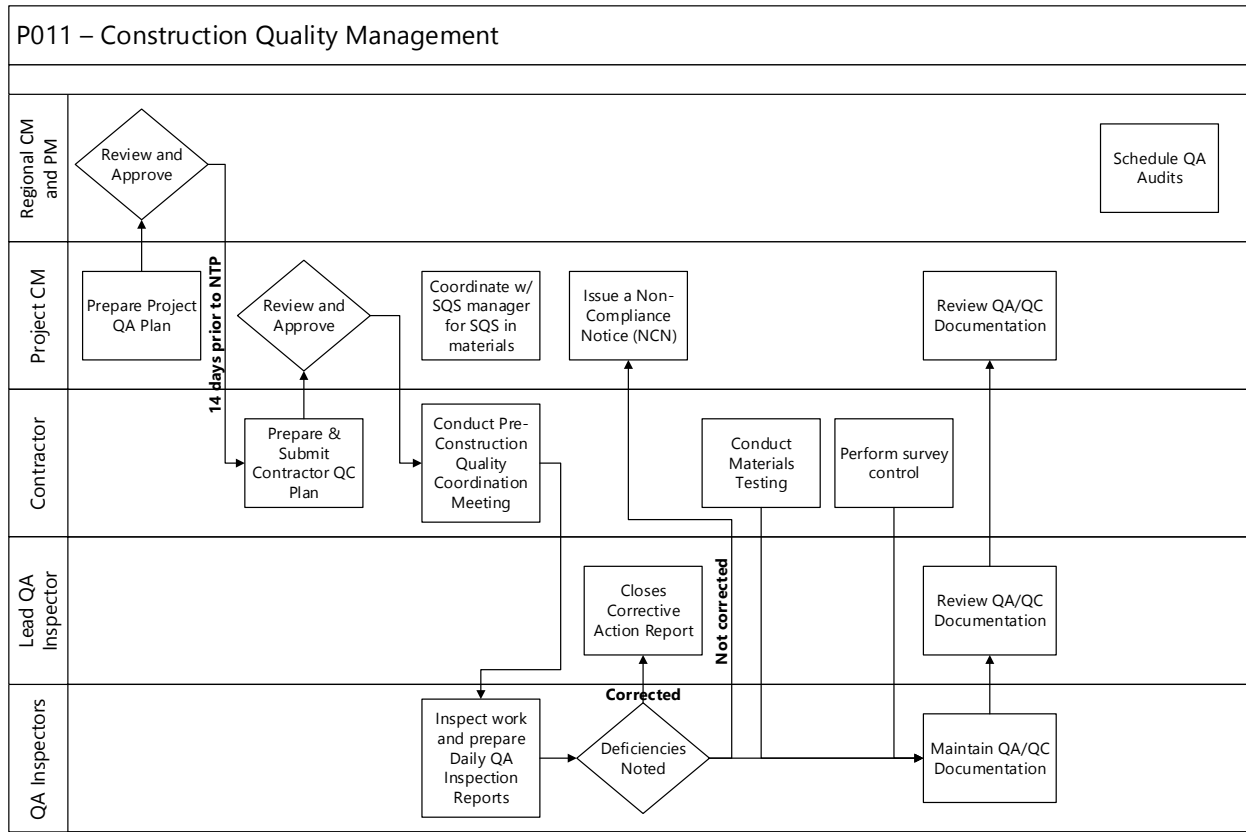 P011 – Construction Quality Management
Regional CM
and PM
Review and
Approve
Schedule QA
Audits
Project CM
Prepare Project
QA Plan
14 days prior to NTP
Review and
Approve
Coordinate w/
SQS manager
for SQS in
materials
Issue a Non-
Compliance
Notice (NCN)
Review QA/QC
Documentation
Contractor
Prepare &
Submit
Contractor QC
Plan
Conduct Pre-
Construction
Quality
Coordination
Meeting
Conduct
Materials
Testing
Perform survey
control
Lead QA
Inspector
Closes
Corrective
Action Report
Not corrected
Review QA/QC
Documentation
QA Inspectors
Inspect work
and prepare
Daily QA
Inspection
Reports
Corrected
Deficiencies
Noted
Maintain QA/QC
Documentation